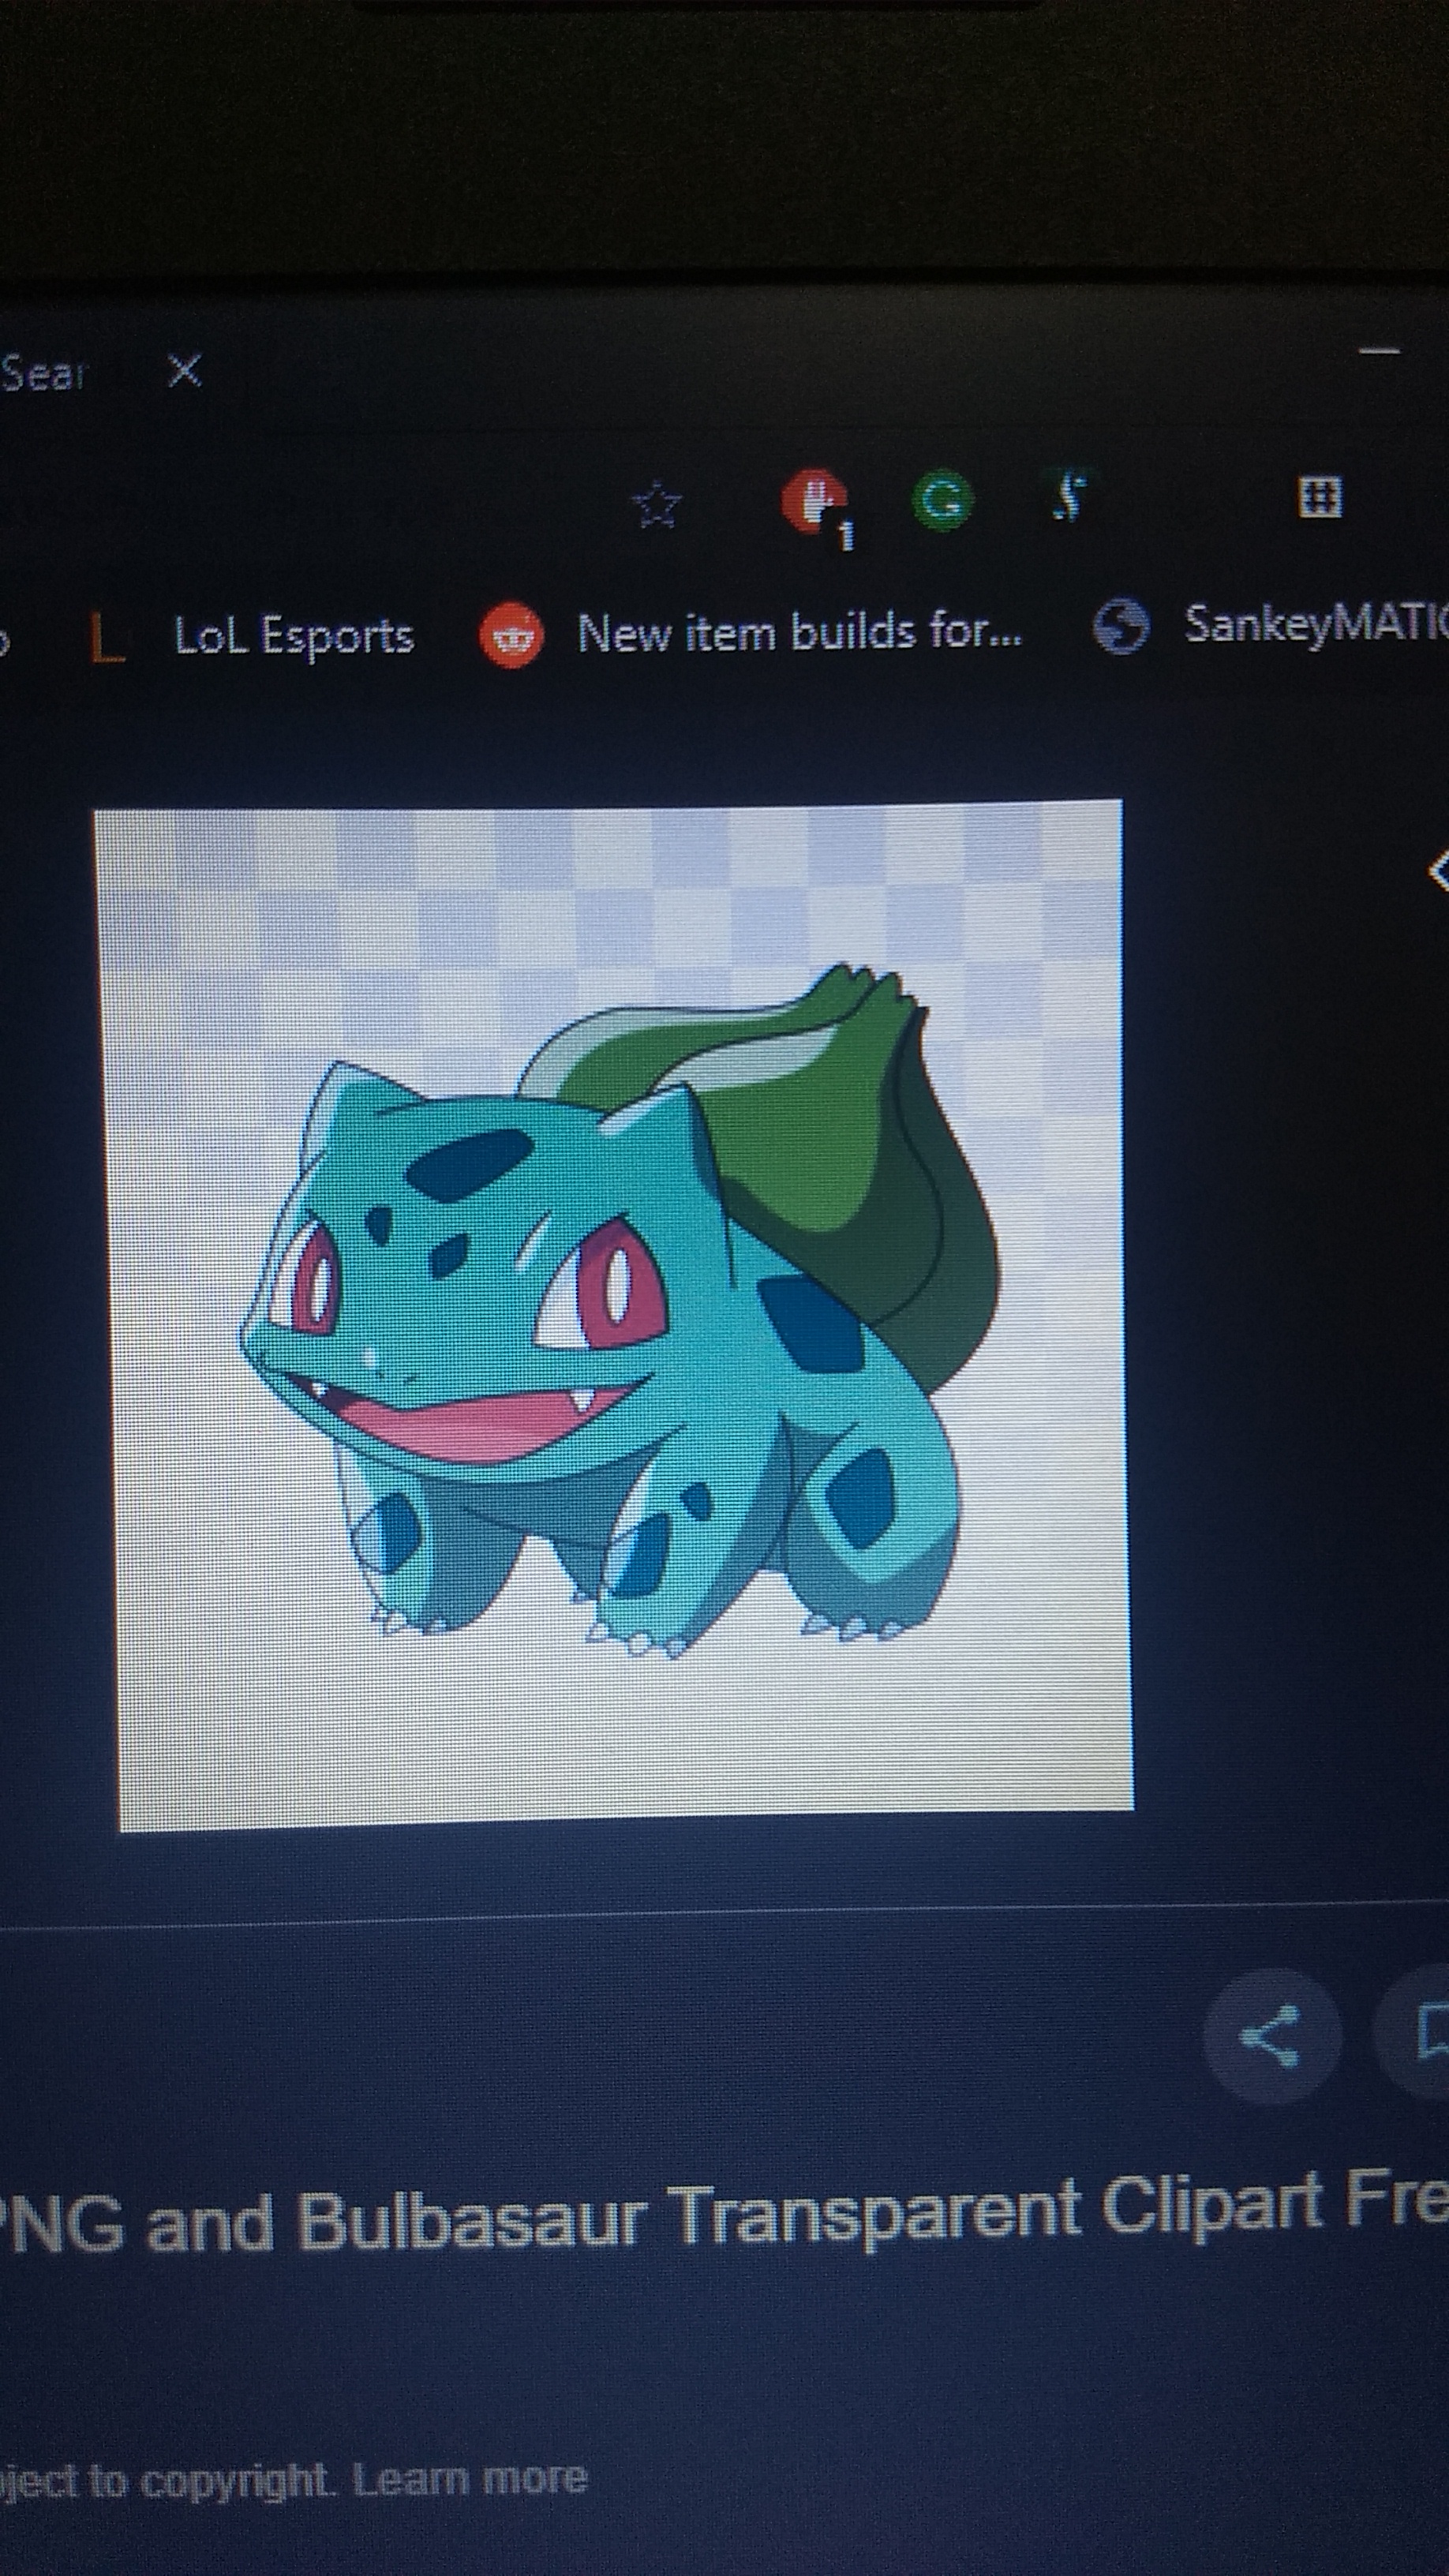 Sear
1
LoL Esports New item builds for... SankeyMATIC
PNG and Bulbasaur Transparent Clipart Fre
ject to copyright. Learn more